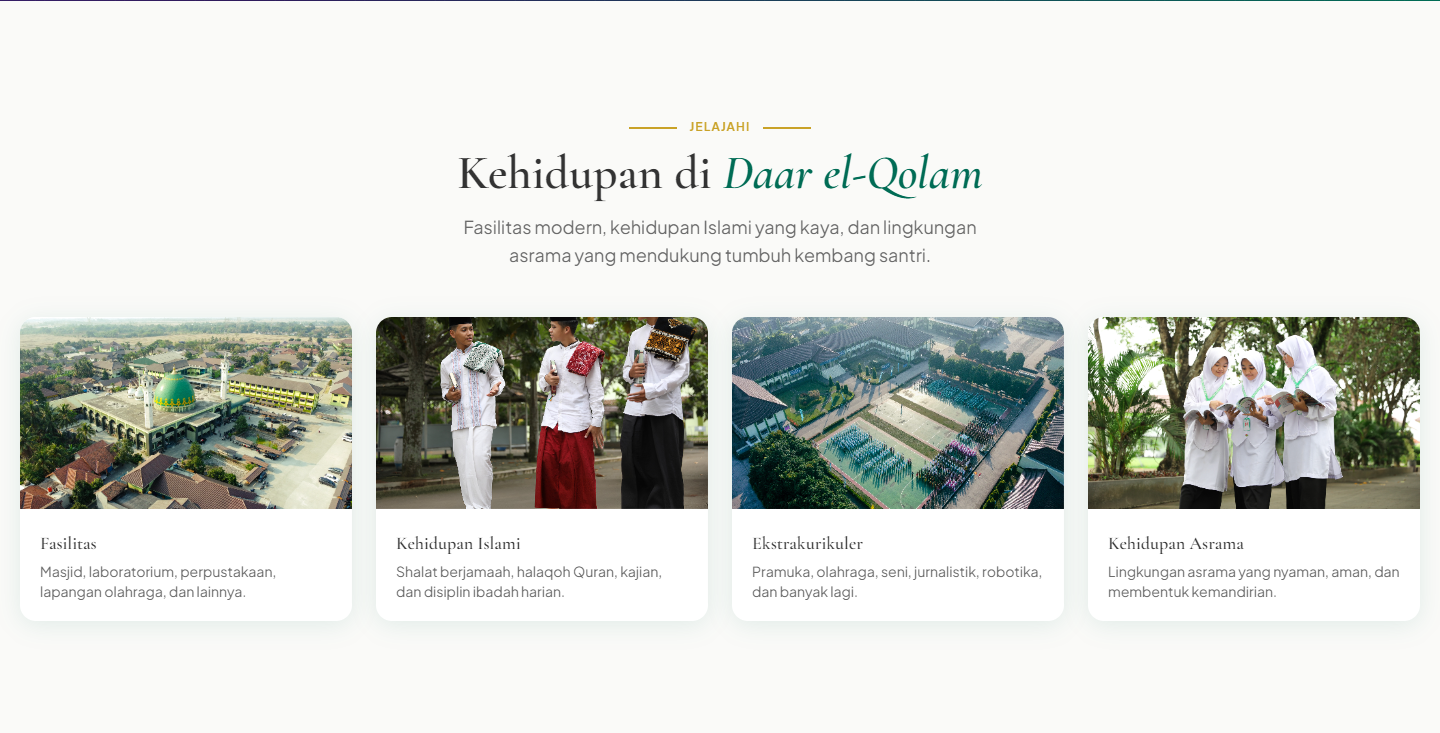 JELAJAHI
Kehidupan di Daar el-Qolam
Fasilitas modern, kehidupan Islami yang kaya, dan lingkungan
asrama yang mendukung tumbuh kembang santri.
Fasilitas
Masjid, laboratorium, perpustakaan,
lapangan olahraga, dan lainnya.
Kehidupan Islami
Shalat berjamaah, halaqoh Quran, kajian,
dan disiplin ibadah harian.
Ekstrakurikuler
Pramuka, olahraga, seni, jurnalistik, robotika,
dan banyak lagi.
Kehidupan Asrama
Lingkungan asrama yang nyaman, aman, dan
membentuk kemandirian.